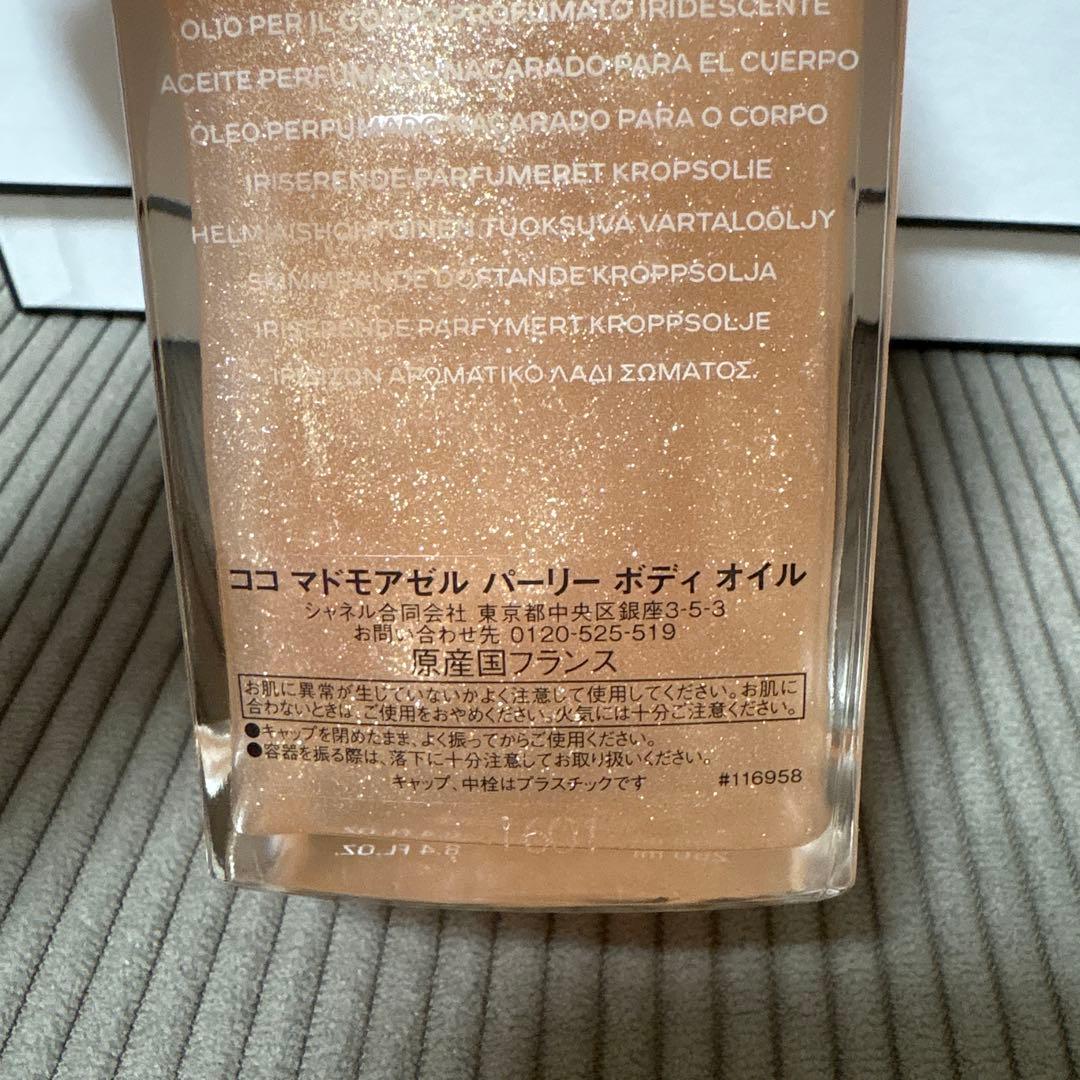 OLIO PER IL CORPO PROFUMATO IRIDESCENTE
ACEITE PERFUMADO NACARADO PARA EL CUERPO
ÓLEO PERFUMADO NACARADO PARA O CORPO
IRISERENDE PARFUMERET KROPSOLIE
HELMIÄISHOHTOINEN TUOKSUVA VARTALOÖLJY
SKIMRANDE DOFTANDE KROPPSOLJA
IRISERENDE PARFYMERT KROPPSOLJE
ΙΡΙΔΙΖΟΝ ΑΡΩΜΑΤΙΚΟ ΛΑΔΙ ΣΩΜΑΤΟΣ.
ココ マドモアゼル パーリー ボディ オイル
シャネル合同会社 東京都中央区銀座3-5-3
お問い合わせ先 0120-525-519
原産国フランス
お肌に異常が生じていないかよく注意して使用してください。お肌に
合わないときは、ご使用をおやめください。火気には十分ご注意ください。
●キャップを閉めたまま、よく振ってからご使用ください。
●容器を振る際は、落下に十分注意してお取り扱いください。
キャップ、中栓はプラスチックです #116958
8.4 FL.OZ. 250 ml